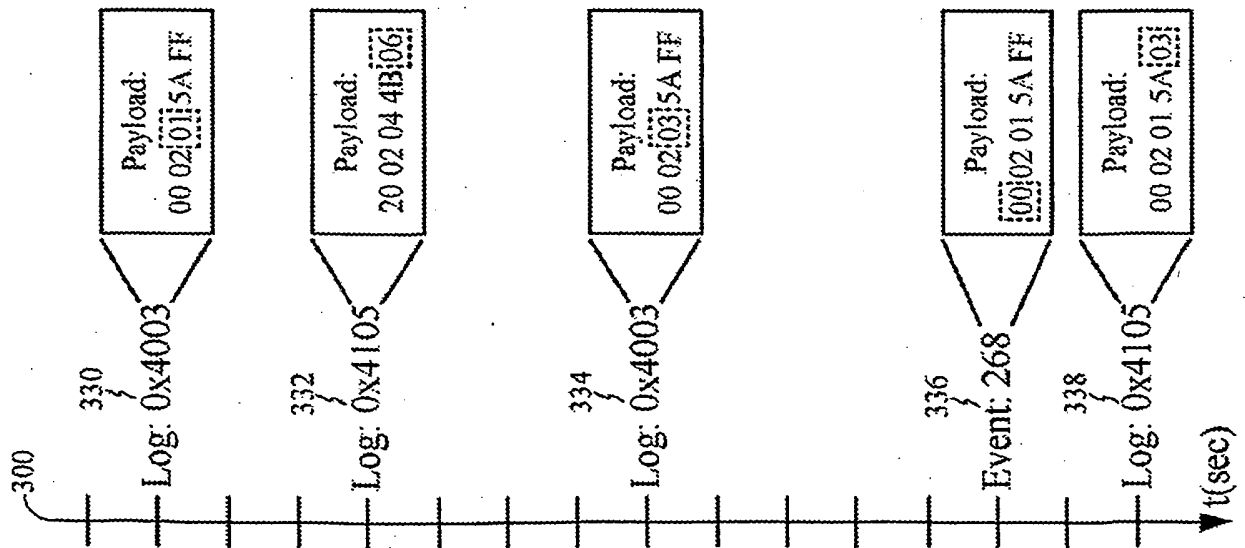 300
330
Log: 0x4003
Payload:
00 02 01 5A FF
332
Log: 0x4105
Payload:
20 02 04 4B 06
334
Log: 0x4003
Payload:
00 02 03 5A FF
336
Event: 268
Payload:
00 02 01 5A FF
338
Log: 0x4105
Payload:
00 02 01 5A 03
t(sec)